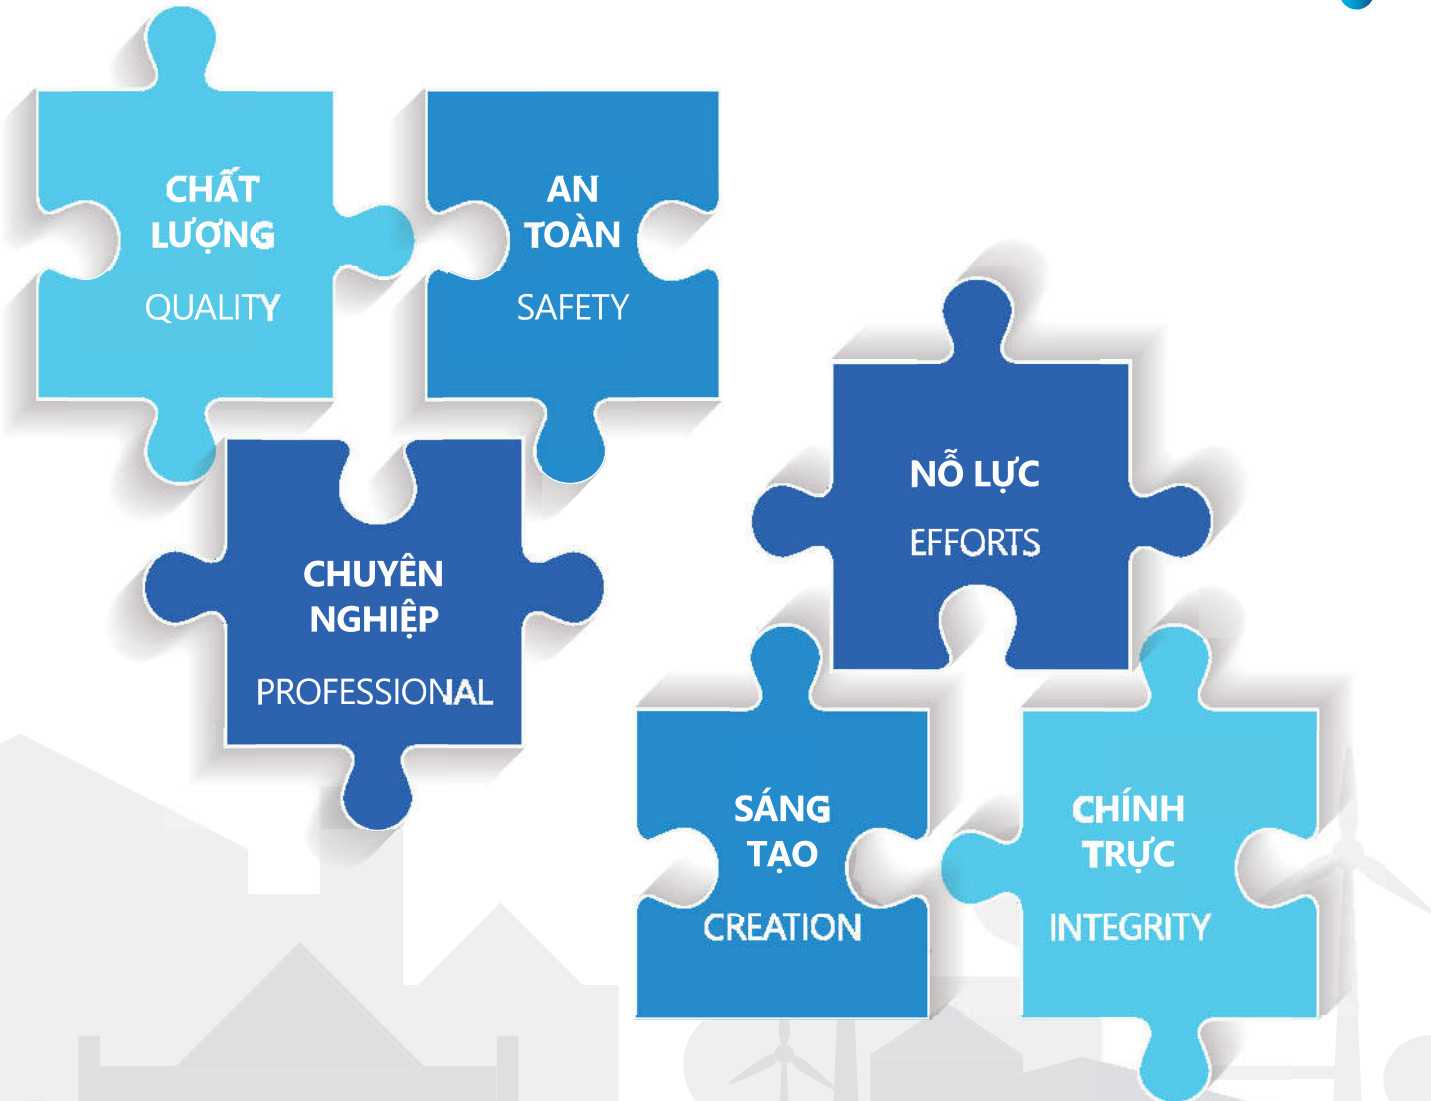 CHẤT
LƯỢNG
QUALITY
AN
TOÀN
SAFETY
CHUYÊN
NGHIỆP
PROFESSIONAL
NỖ LỰC
EFFORTS
SÁNG
TẠO
CREATION
CHÍNH
TRỰC
INTEGRITY